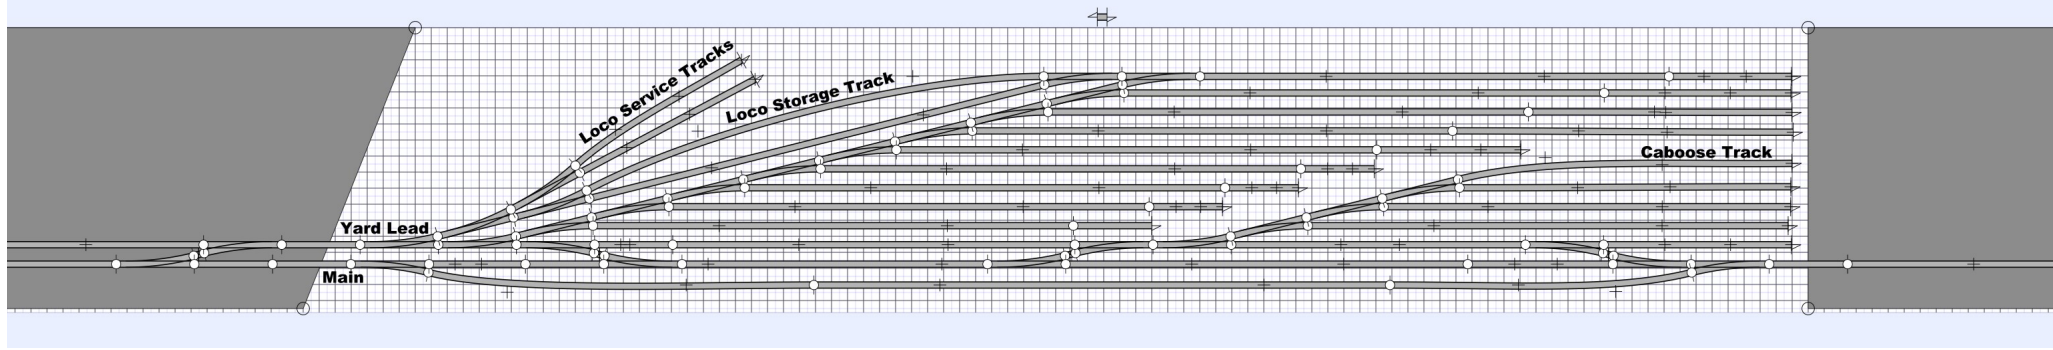 Loco Service Tracks
Loco Storage Track
Caboose Track
Yard Lead
Main